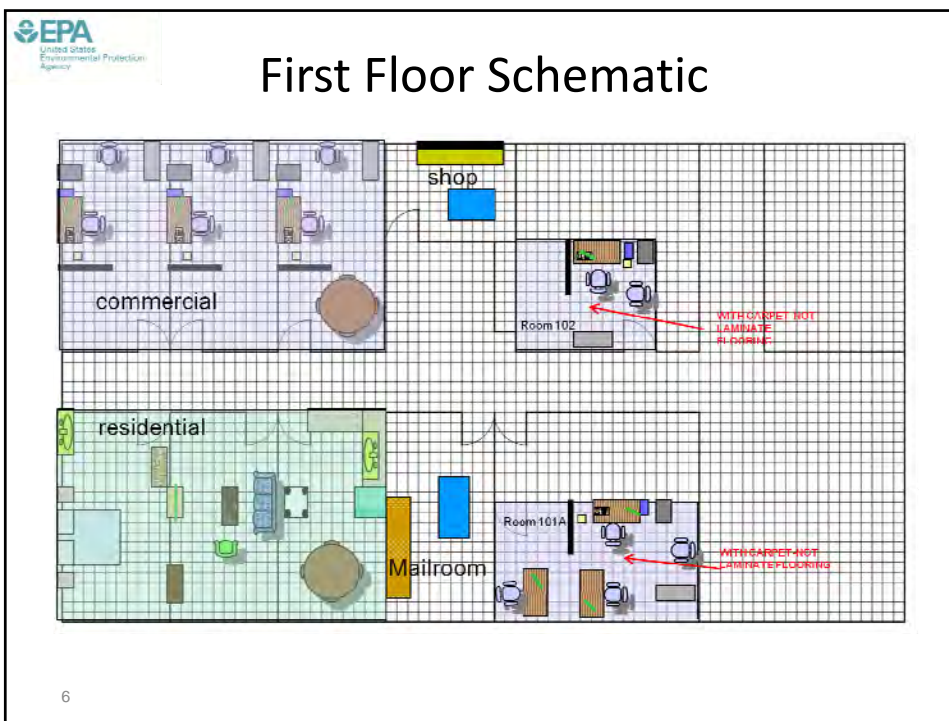 EPA
United States
Environmental Protection
Agency
First Floor Schematic
shop
commercial
Room 102
WITH CARPET-NOT
LAMINATE
FLOORING
residential
Room 101A
Mailroom
WITH CARPET-NOT
LAMINATE FLOORING
6